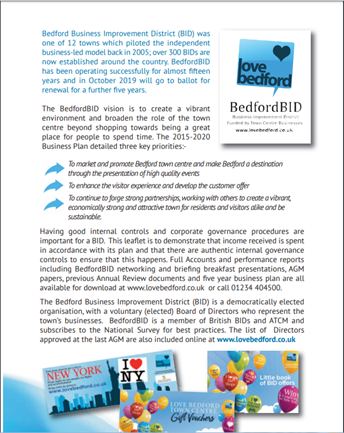 Bedford Business Improvement District (BID) was
one of 12 towns which piloted the independent
business-led model back in 2005; over 300 BIDs are
now established around the country. BedfordBID
has been operating successfully for almost fifteen
years and in October 2019 will go to ballot for
renewal for a further five years.
love
bedford
BedfordBID
Business Improvement District
Funded by Town Centre Businesses
www.lovebedford.co.uk
The BedfordBID vision is to create a vibrant
environment and broaden the role of the town
centre beyond shopping towards being a great
place for people to spend time. The 2015-2020
Business Plan detailed three key priorities:-
To market and promote Bedford town centre and make Bedford a destination
through the presentation of high quality events
To enhance the visitor experience and develop the customer offer
To continue to forge strong partnerships, working with others to create a vibrant,
economically strong and attractive town for residents and visitors alike and be
sustainable.
Having good internal controls and corporate governance procedures are
important for a BID. This leaflet is to demonstrate that income received is spent
in accordance with its plan and that there are authentic internal governance
controls to ensure that this happens. Full Accounts and performance reports
including BedfordBID networking and briefing breakfast presentations, AGM
papers, previous Annual Review documents and five year business plan are all
available for download at www.lovebedford.co.uk or call 01234 404500.
The Bedford Business Improvement District (BID) is a democratically elected
organisation, with a voluntary (elected) Board of Directors who represent the
town's businesses. BedfordBID is a member of British BIDs and ATCM and
subscribes to the National Survey for best practices. The list of Directors
approved at the last AGM are also included online at www.lovebedford.co.uk
NEW YORK
www.lovebedford.co.uk
I NY
LOVE BEDFORD
TOWN CENTRE
Gift Vouchers
Little book
of BID offers
Win